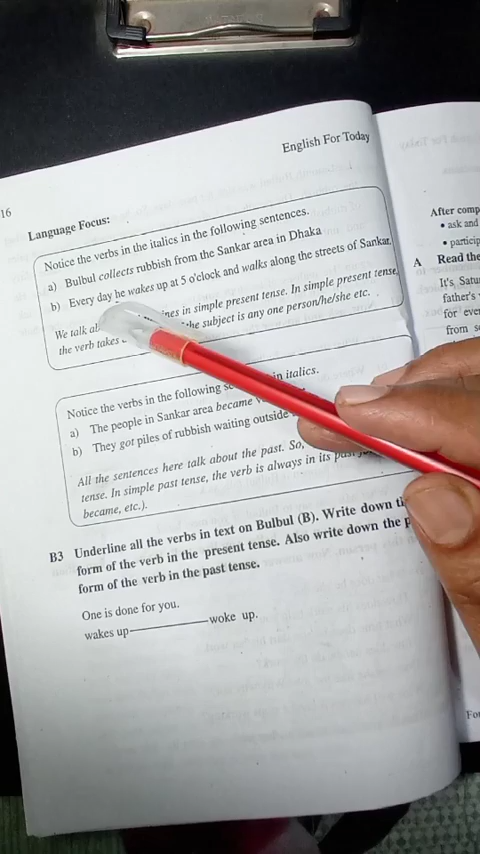 English For Today
16
Language Focus:
Notice the verbs in the italics in the following sentences.
a) Bulbul collects rubbish from the Sankar area in Dhaka
b) Every day he wakes up at 5 o'clock and walks along the streets of Sankar.
We talk in simple present tense. In simple present tense,
the verb takes the subject is any one person/he/she etc.
Notice the verbs in the following in italics.
a) The people in Sankar area became
b) They got piles of rubbish waiting outside
All the sentences here talk about the past. So,
tense. In simple past tense, the verb is always in its past
became, etc.).
B3 Underline all the verbs in text on Bulbul (B). Write down
form of the verb in the present tense. Also write down the
form of the verb in the past tense.
One is done for you.
wakes up woke up.
After comp
• ask and
• particip
A Read the
It's Satu
father's
for ever
from s